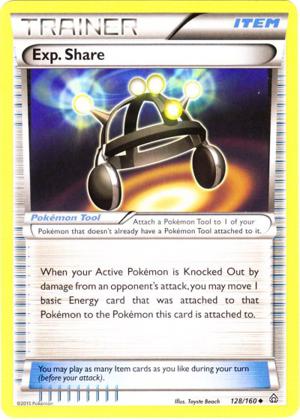 TRAINER ITEM
Exp. Share
Pokémon Tool
Attach a Pokémon Tool to 1 of your
Pokémon that doesn't already have a Pokémon Tool attached to it.
When your Active Pokémon is Knocked Out by
damage from an opponent's attack, you may move 1
basic Energy card that was attached to that
Pokémon to the Pokémon this card is attached to.
You may play as many Item cards as you like during your turn
(before your attack).
©2015 Pokémon
Illus. Toyste Beach
128/160